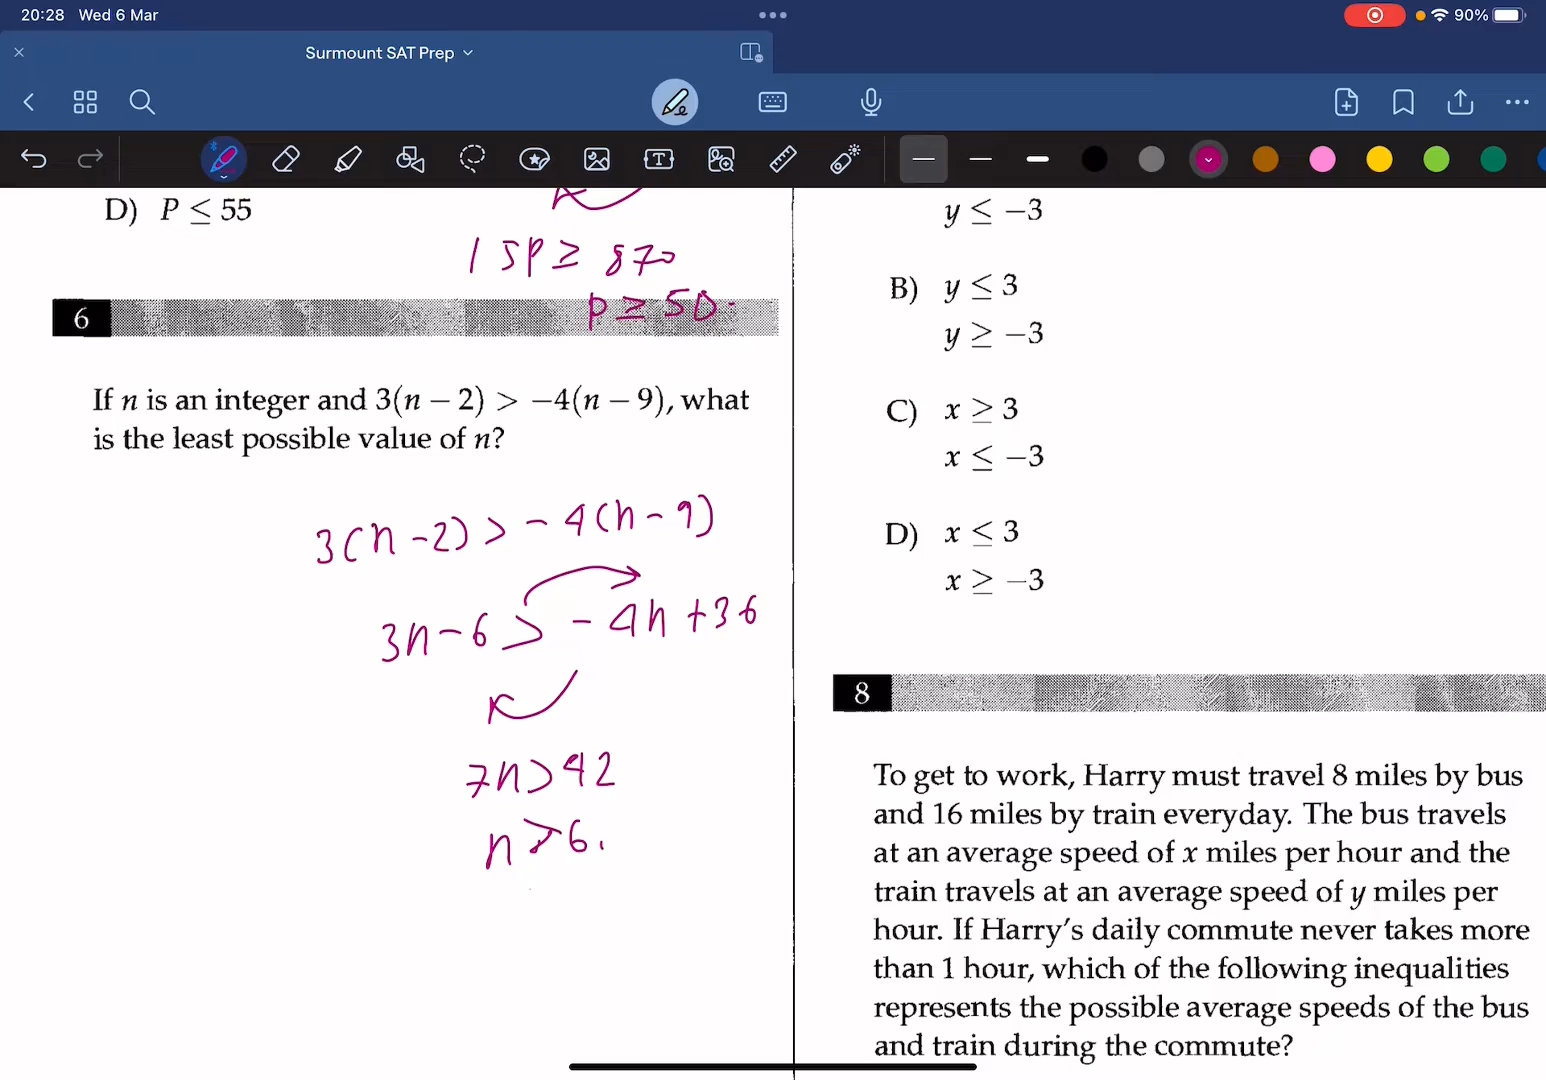 20:28 Wed 6 Mar
90%
Surmount SAT Prep
D) P ≤ 55
15P ≥ 870
P ≥ 50.
6
If n is an integer and 3(n − 2) > −4(n − 9), what
is the least possible value of n?
3(n - 2) > - 4(n - 9)
3n - 6 > - 4n + 36
7n > 42
n > 6.
y ≤ −3
B) y ≤ 3
y ≥ −3
C) x ≥ 3
x ≤ −3
D) x ≤ 3
x ≥ −3
8
To get to work, Harry must travel 8 miles by bus
and 16 miles by train everyday. The bus travels
at an average speed of x miles per hour and the
train travels at an average speed of y miles per
hour. If Harry's daily commute never takes more
than 1 hour, which of the following inequalities
represents the possible average speeds of the bus
and train during the commute?